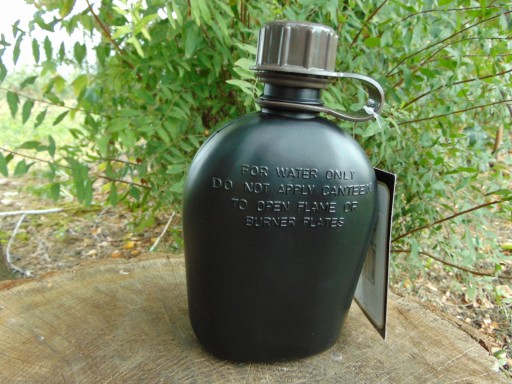 FOR WATER ONLY
DO NOT APPLY CANTEEN
TO OPEN FLAME OR
BURNER PLATES